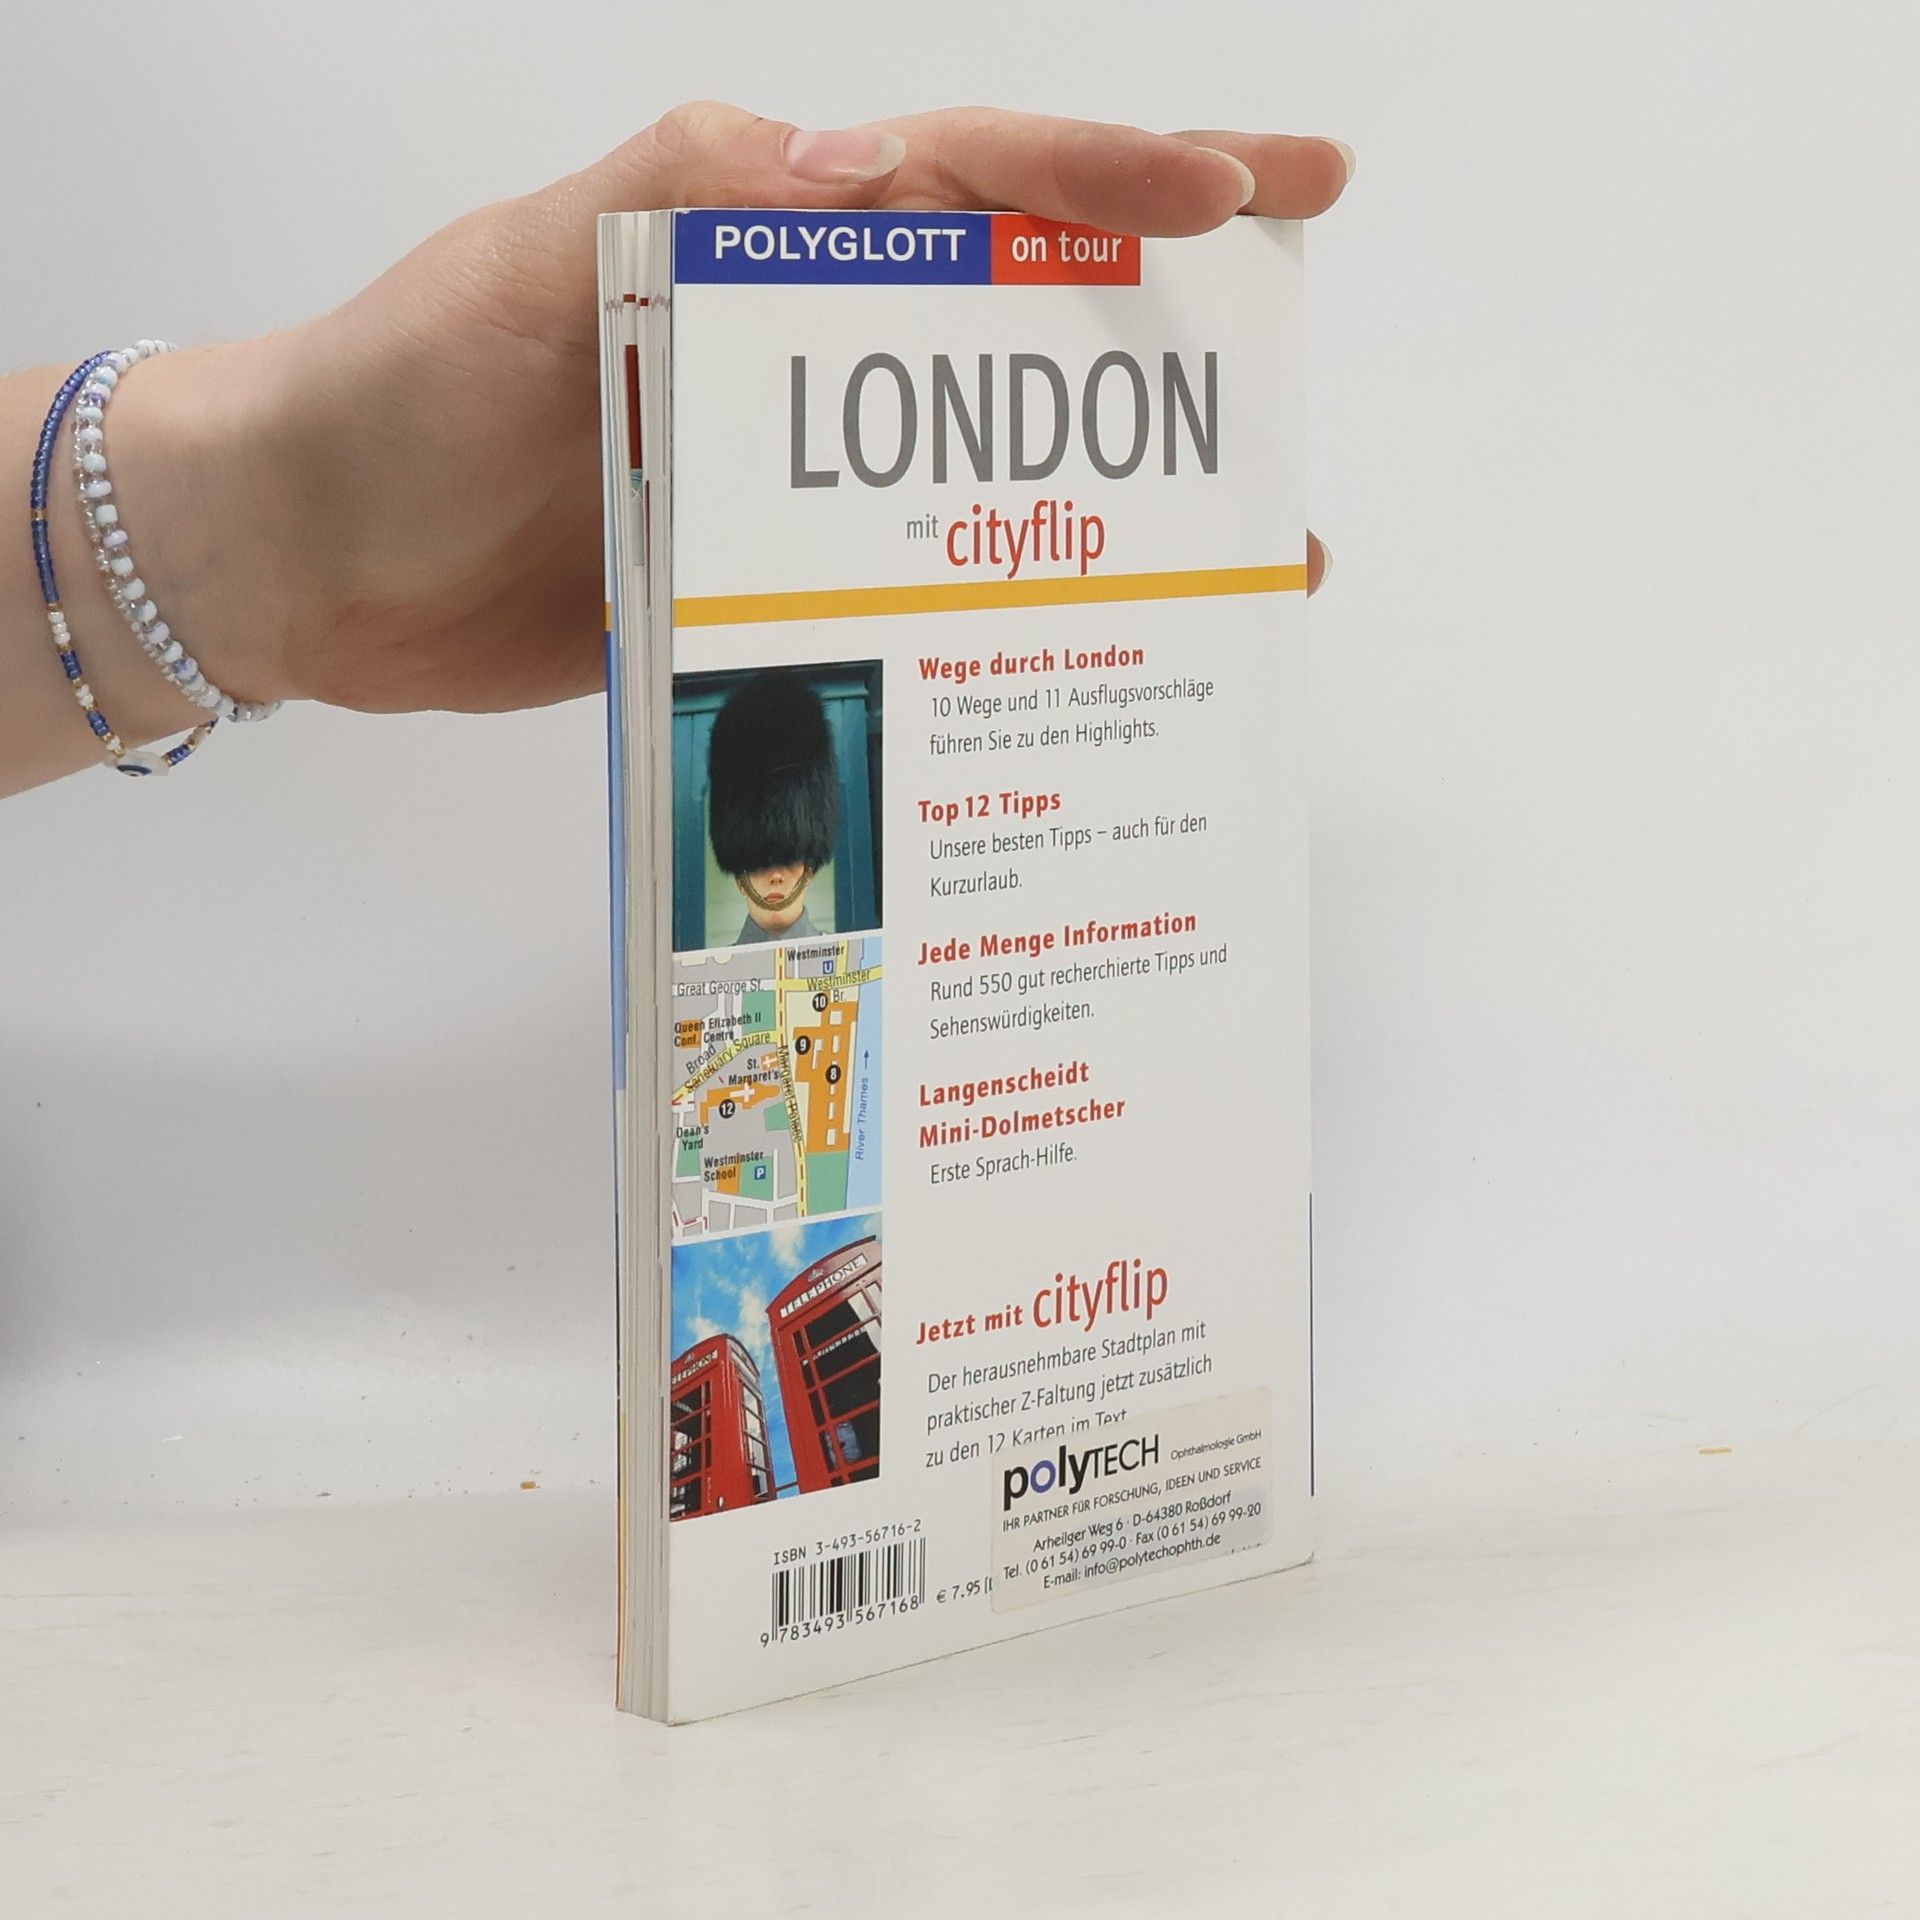 POLYGLOTT on tour
LONDON
mit cityflip
Wege durch London
10 Wege und 11 Ausflugsvorschläge
führen Sie zu den Highlights.
Top 12 Tipps
Unsere besten Tipps – auch für den
Kurzurlaub.
Jede Menge Information
Rund 550 gut recherchierte Tipps und
Sehenswürdigkeiten.
Langenscheidt
Mini-Dolmetscher
Erste Sprach-Hilfe.
Jetzt mit cityflip
Der herausnehmbare Stadtplan mit
praktischer Z-Faltung jetzt zusätzlich
zu den 12 Karten im Text
Westminster
U
Great George St.
Westminster
Br.
10
Queen Elizabeth II
Conf. Centre
Broad
Sanctuary Square
9
St.
Margaret's
8
12
Dean's
Yard
River Thames
Westminster
School
P
TELEPHONE
polyTECH Ophthalmologie GmbH
IHR PARTNER FÜR FORSCHUNG, IDEEN UND SERVICE
Arheilger Weg 6 · D-64380 Roßdorf
Tel. (0 61 54) 69 99-0 · Fax (0 61 54) 69 99-20
E-mail: info@polytechophth.de
ISBN 3-493-56716-2
9 783493 567168
€ 7.95